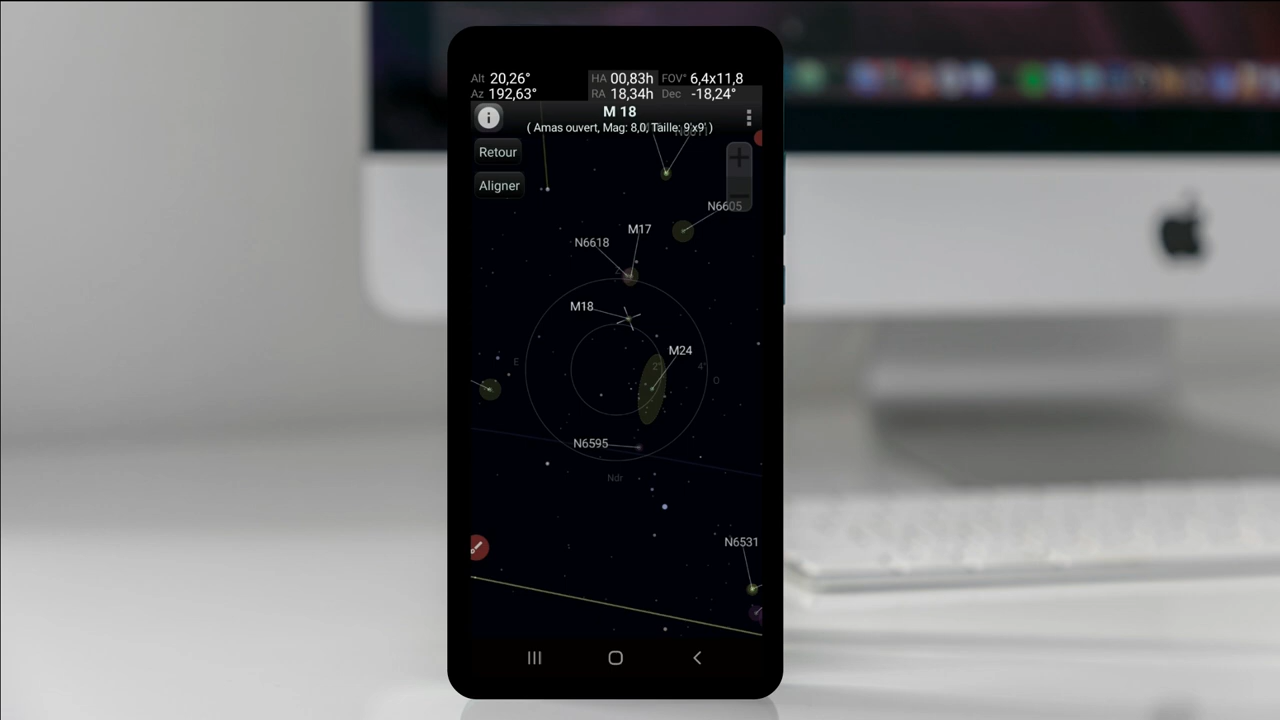 Alt 20,26° HA 00,83h FOV° 6,4x11,8
Az 192,63° RA 18,34h Dec -18,24°
M 18
( Amas ouvert, Mag: 8,0, Taille: 9'x9' )
Retour
Aligner
N6605
M17
N6618
M18
M24
2°
4°
E
O
N6595
Ndr
N6531